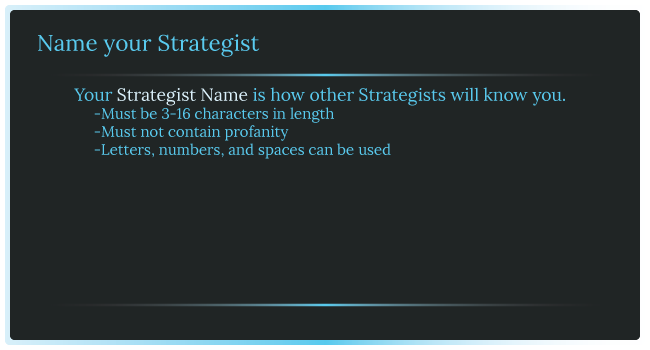 Name your Strategist
Your Strategist Name is how other Strategists will know you.
-Must be 3-16 characters in length
-Must not contain profanity
-Letters, numbers, and spaces can be used